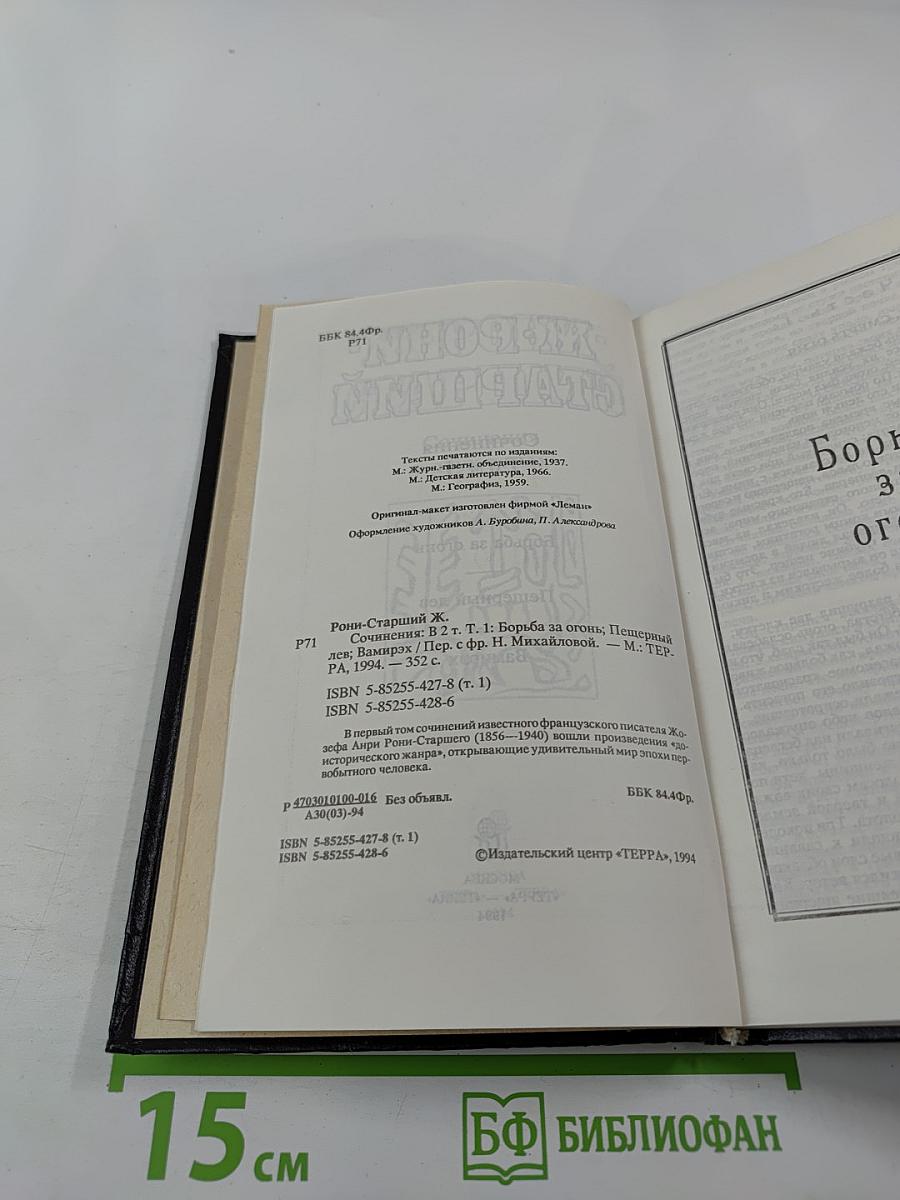 ББК 84.4Фр.
Р71
Тексты печатаются по изданиям:
М.: Журн.-газетн. объединение, 1937.
М.: Детская литература, 1966.
М.: Географиз, 1959.
Оригинал-макет изготовлен фирмой «Леман»
Оформление художников А. Буробина, П. Александрова
Рони-Старший Ж.
Р71 Сочинения: В 2 т. Т. 1: Борьба за огонь; Пещерный
лев; Вамирэх / Пер. с фр. Н. Михайловой. — М.: ТЕР-
РА, 1994. — 352 с.
ISBN 5-85255-427-8 (т. 1)
ISBN 5-85255-428-6
В первый том сочинений известного французского писателя Жо-
зефа Анри Рони-Старшего (1856—1940) вошли произведения «до-
исторического жанра», открывающие удивительный мир эпохи пер-
вобытного человека.
Р 4703010100-016 Без объявл.
А30(03)-94
ББК 84.4Фр.
ISBN 5-85255-427-8 (т. 1)
ISBN 5-85255-428-6
©Издательский центр «ТЕРРА», 1994
Борь
за
ого
15 см
БФ БИБЛИОФАН